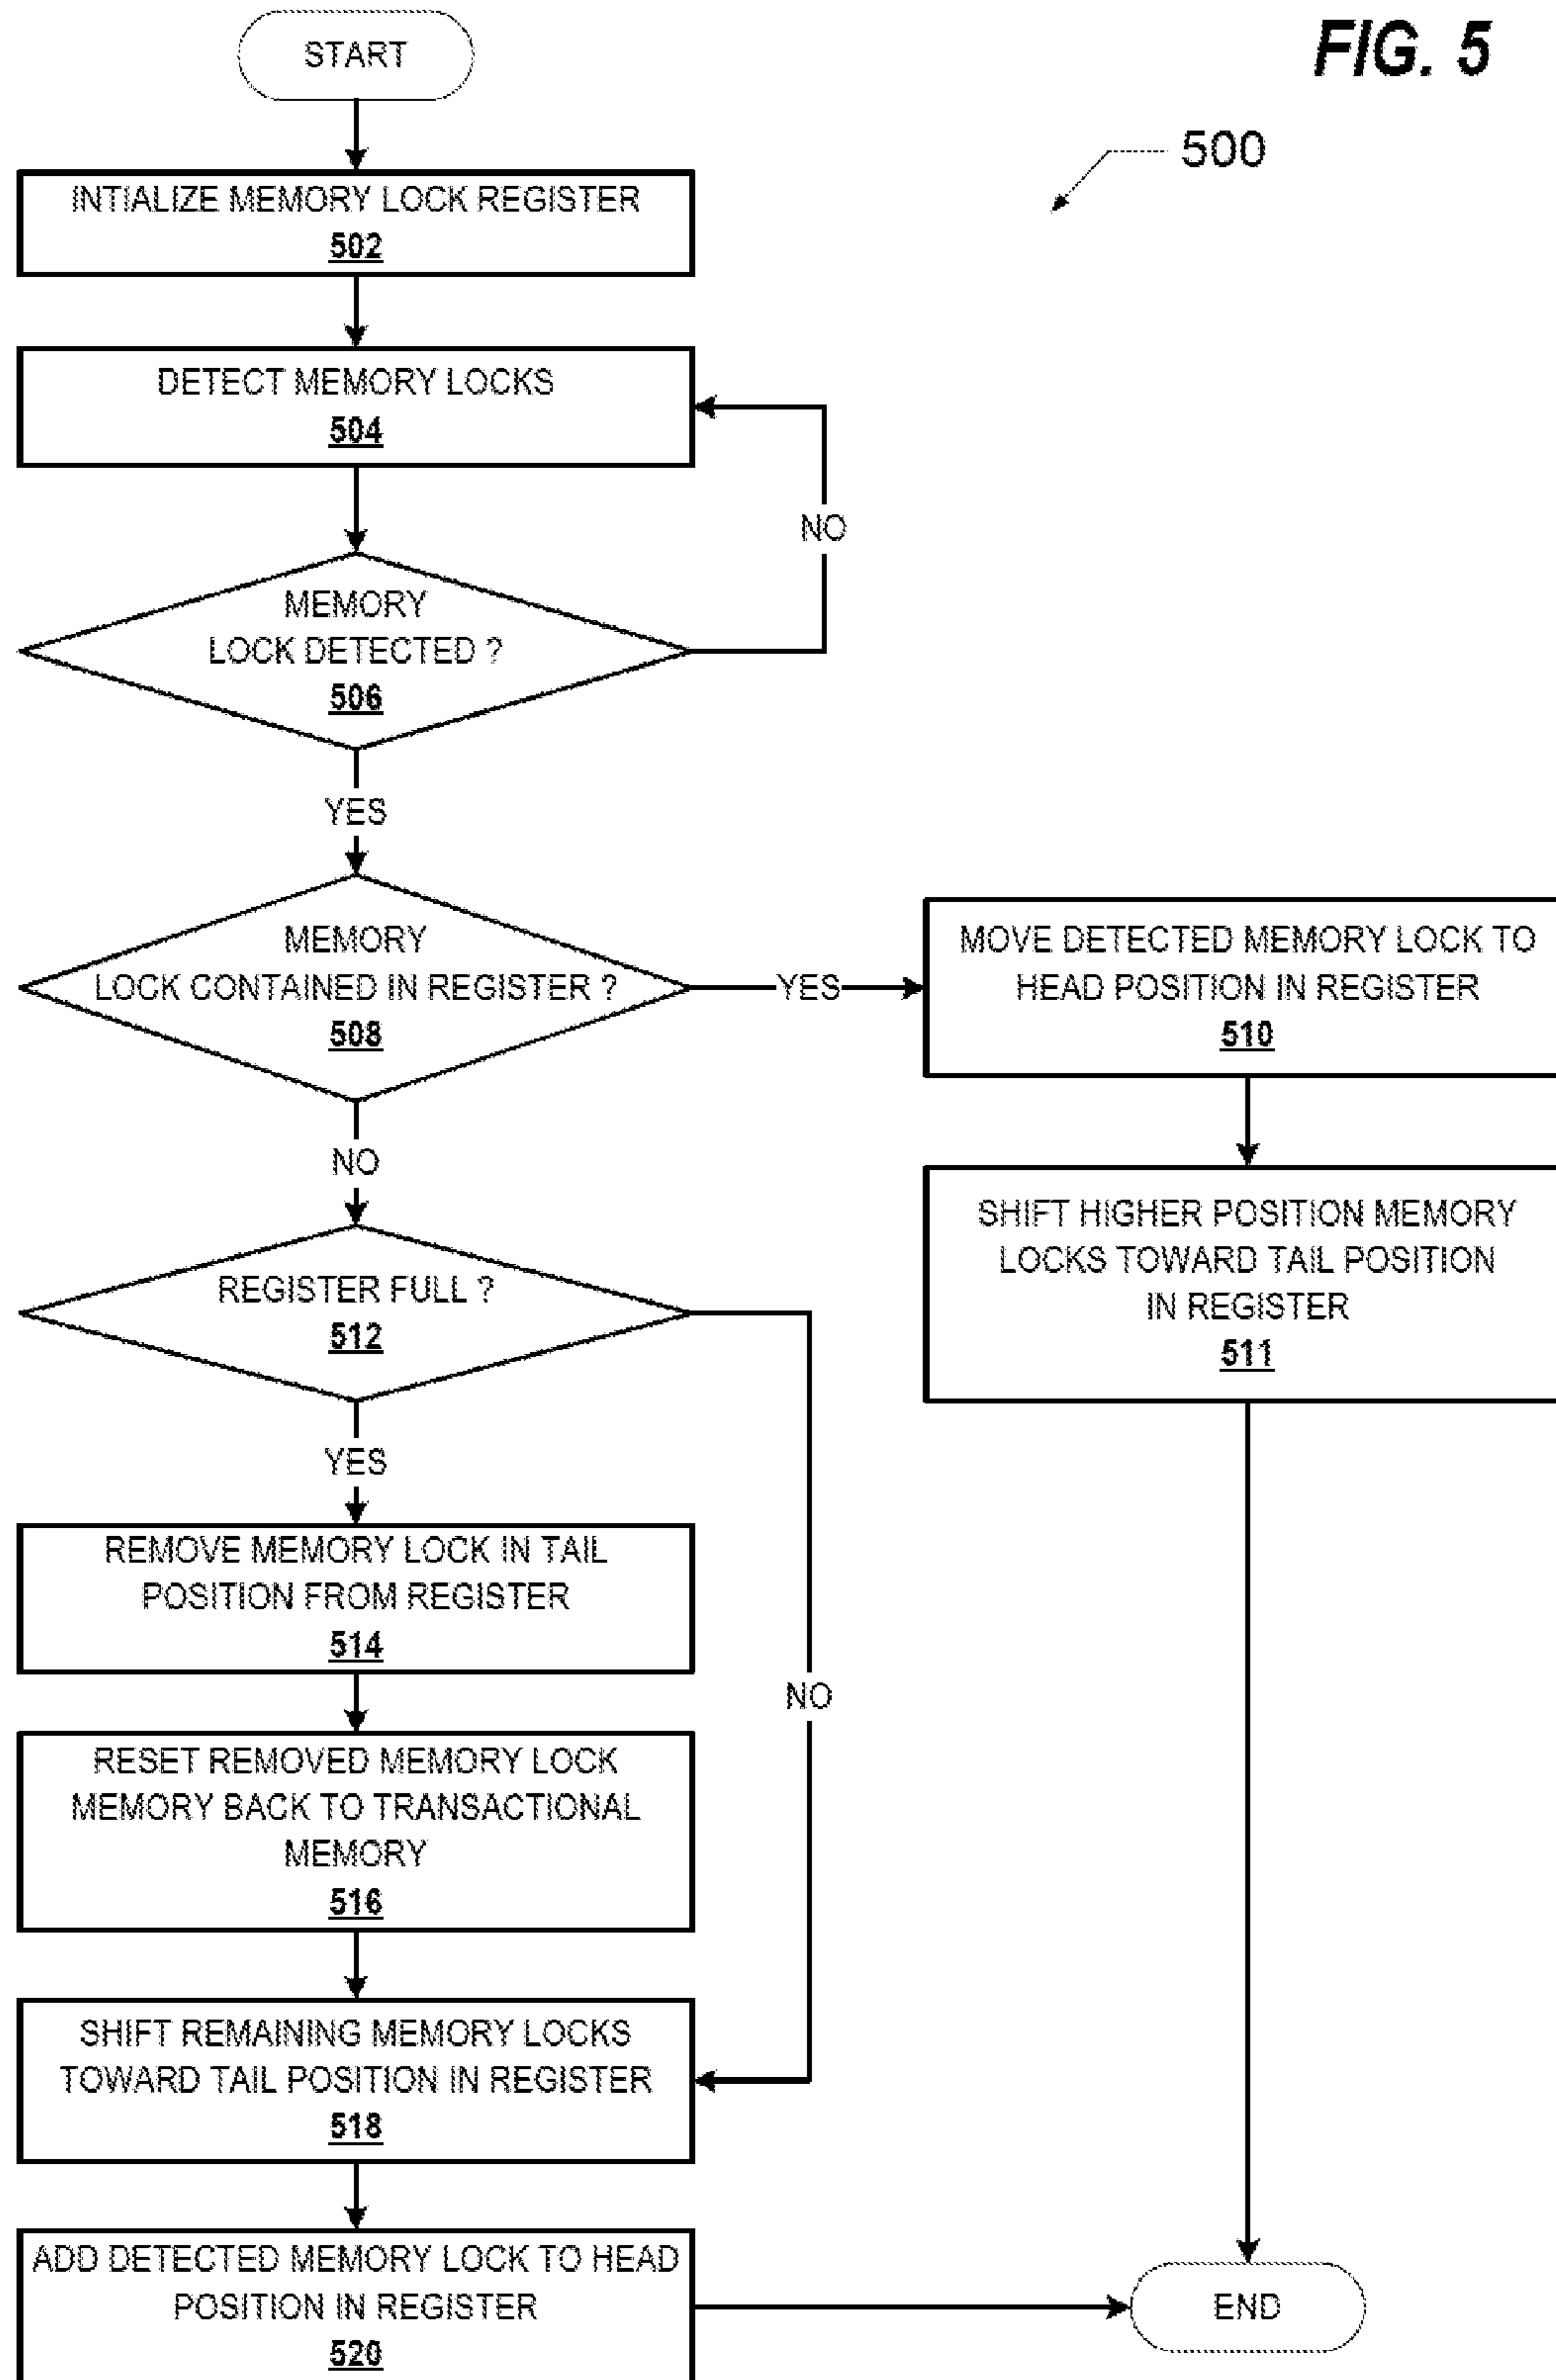 FIG. 5
500
START
INTIALIZE MEMORY LOCK REGISTER
502
DETECT MEMORY LOCKS
504
NO
MEMORY
LOCK DETECTED ?
506
YES
MEMORY
LOCK CONTAINED IN REGISTER ?
508
YES
MOVE DETECTED MEMORY LOCK TO
HEAD POSITION IN REGISTER
510
SHIFT HIGHER POSITION MEMORY
LOCKS TOWARD TAIL POSITION
IN REGISTER
511
NO
REGISTER FULL ?
512
YES
NO
REMOVE MEMORY LOCK IN TAIL
POSITION FROM REGISTER
514
RESET REMOVED MEMORY LOCK
MEMORY BACK TO TRANSACTIONAL
MEMORY
516
SHIFT REMAINING MEMORY LOCKS
TOWARD TAIL POSITION IN REGISTER
518
ADD DETECTED MEMORY LOCK TO HEAD
POSITION IN REGISTER
520
END